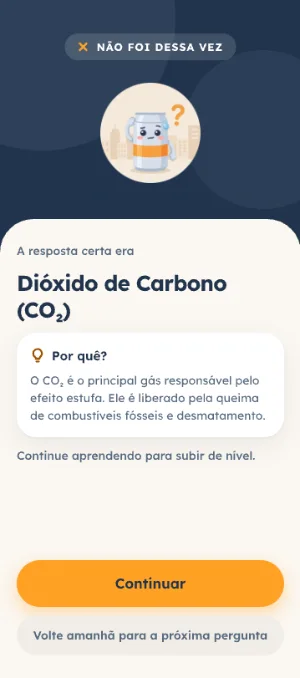 ✕ NÃO FOI DESSA VEZ
?
A resposta certa era
Dióxido de Carbono
(CO₂)
Por quê?
O CO₂ é o principal gás responsável pelo
efeito estufa. Ele é liberado pela queima
de combustíveis fósseis e desmatamento.
Continue aprendendo para subir de nível.
Continuar
Volte amanhã para a próxima pergunta